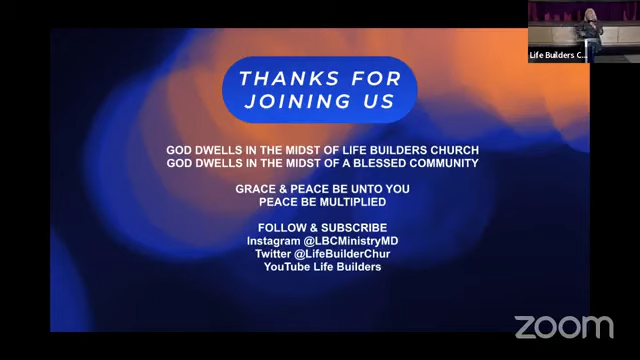 Life Builders C...
THANKS FOR
JOINING US
GOD DWELLS IN THE MIDST OF LIFE BUILDERS CHURCH
GOD DWELLS IN THE MIDST OF A BLESSED COMMUNITY
GRACE & PEACE BE UNTO YOU
PEACE BE MULTIPLIED
FOLLOW & SUBSCRIBE
Instagram @LBCMinistryMD
Twitter @LifeBuilderChur
YouTube Life Builders
zoom